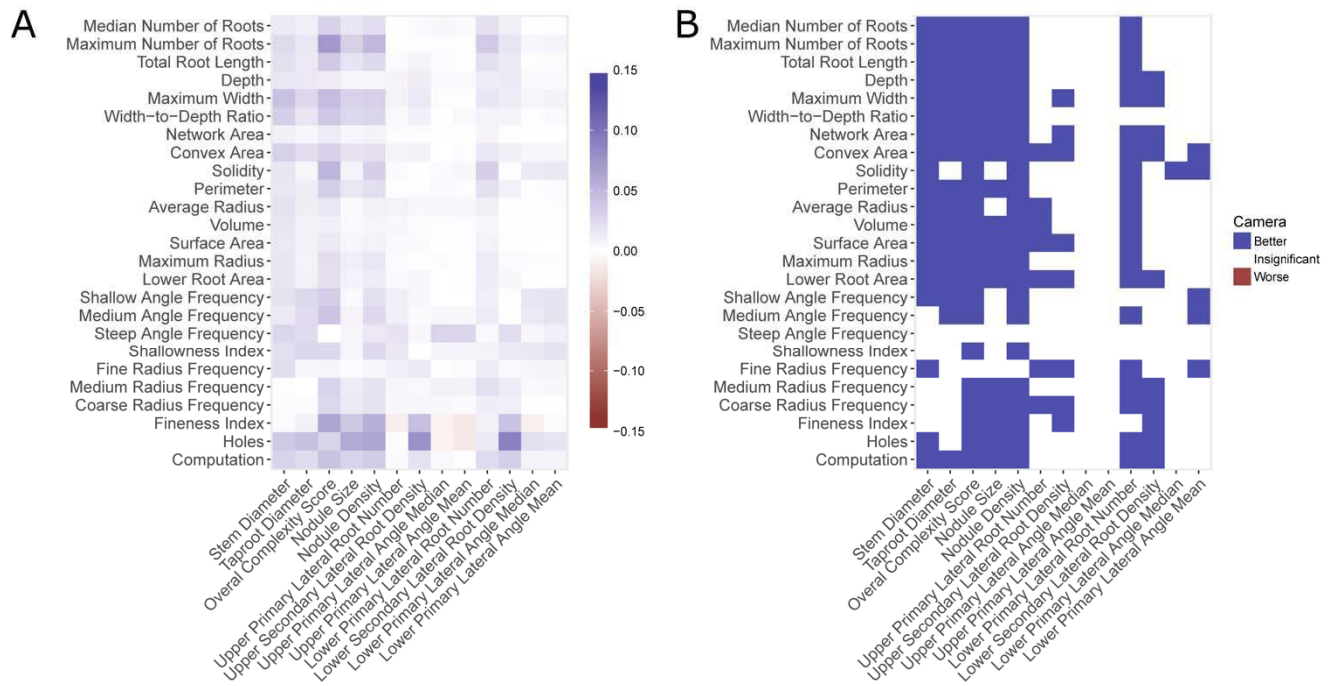 A
Median Number of Roots
Maximum Number of Roots
Total Root Length
Depth
Maximum Width
Width-to-Depth Ratio
Network Area
Convex Area
Solidity
Perimeter
Average Radius
Volume
Surface Area
Maximum Radius
Lower Root Area
Shallow Angle Frequency
Medium Angle Frequency
Steep Angle Frequency
Shallowness Index
Fine Radius Frequency
Medium Radius Frequency
Coarse Radius Frequency
Fineness Index
Holes
Computation
Stem Diameter
Taproot Diameter
Overal Complexity Score
Nodule Size
Nodule Density
Upper Primary Lateral Root Number
Upper Secondary Lateral Root Density
Upper Primary Lateral Angle Median
Upper Primary Lateral Angle Mean
Lower Primary Lateral Root Number
Lower Secondary Lateral Root Density
Lower Primary Lateral Angle Median
Lower Primary Lateral Angle Mean
0.15
0.10
0.05
0.00
−0.05
−0.10
−0.15
B
Median Number of Roots
Maximum Number of Roots
Total Root Length
Depth
Maximum Width
Width-to-Depth Ratio
Network Area
Convex Area
Solidity
Perimeter
Average Radius
Volume
Surface Area
Maximum Radius
Lower Root Area
Shallow Angle Frequency
Medium Angle Frequency
Steep Angle Frequency
Shallowness Index
Fine Radius Frequency
Medium Radius Frequency
Coarse Radius Frequency
Fineness Index
Holes
Computation
Stem Diameter
Taproot Diameter
Overal Complexity Score
Nodule Size
Nodule Density
Upper Primary Lateral Root Number
Upper Secondary Lateral Root Density
Upper Primary Lateral Angle Median
Upper Primary Lateral Angle Mean
Lower Primary Lateral Root Number
Lower Secondary Lateral Root Density
Lower Primary Lateral Angle Median
Lower Primary Lateral Angle Mean
Camera
Better
Insignificant
Worse